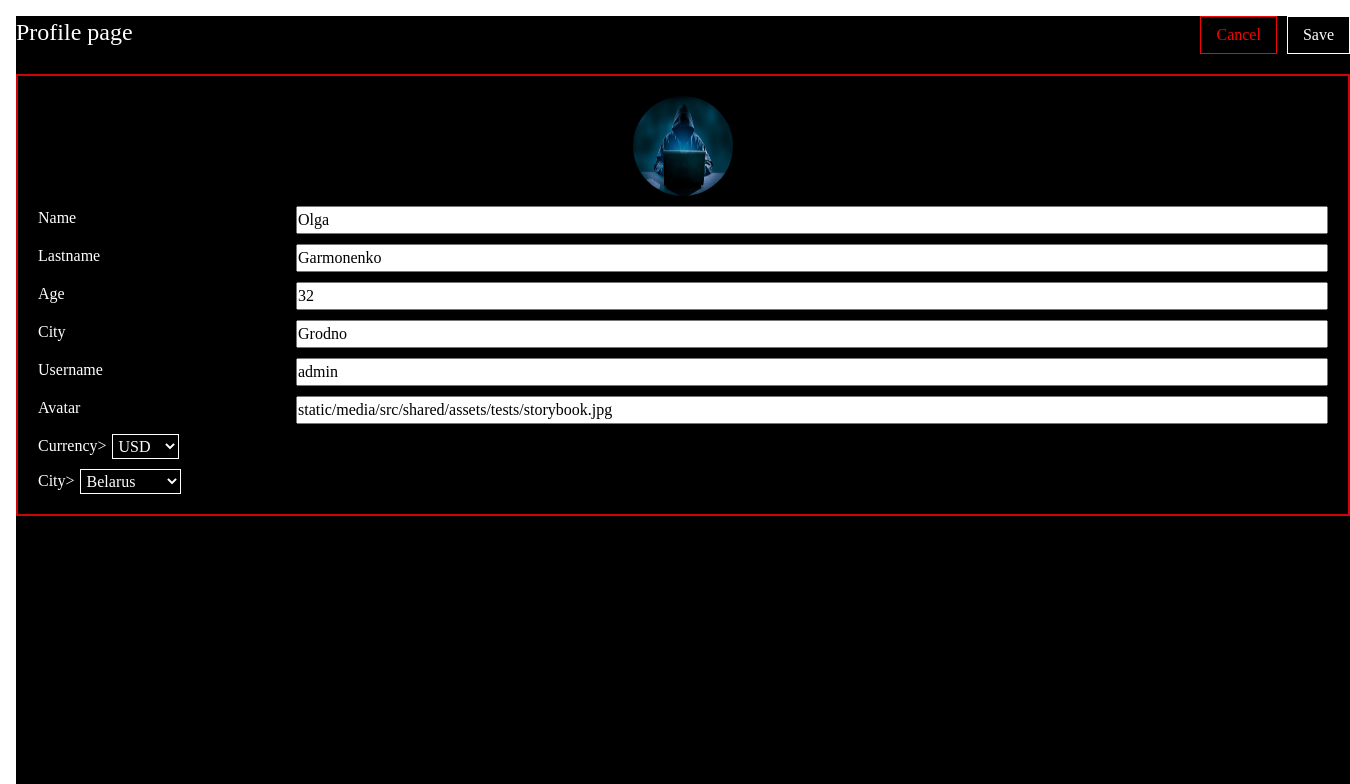 Profile page
Cancel Save
Name Olga
Lastname Garmonenko
Age 32
City Grodno
Username admin
Avatar static/media/src/shared/assets/tests/storybook.jpg
Currency> USD
City> Belarus